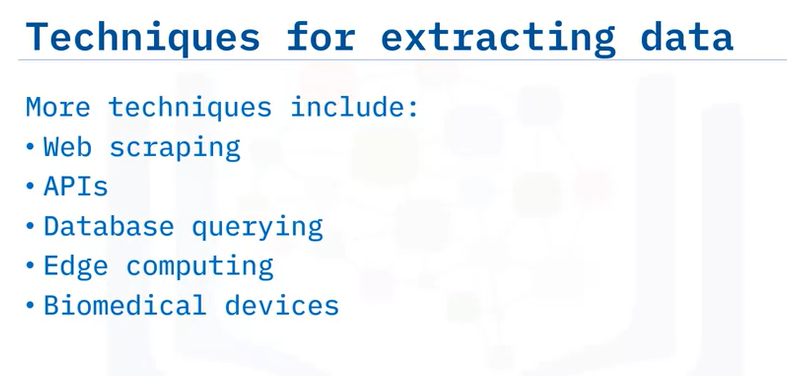 Techniques for extracting data
More techniques include:
• Web scraping
• APIs
• Database querying
• Edge computing
• Biomedical devices